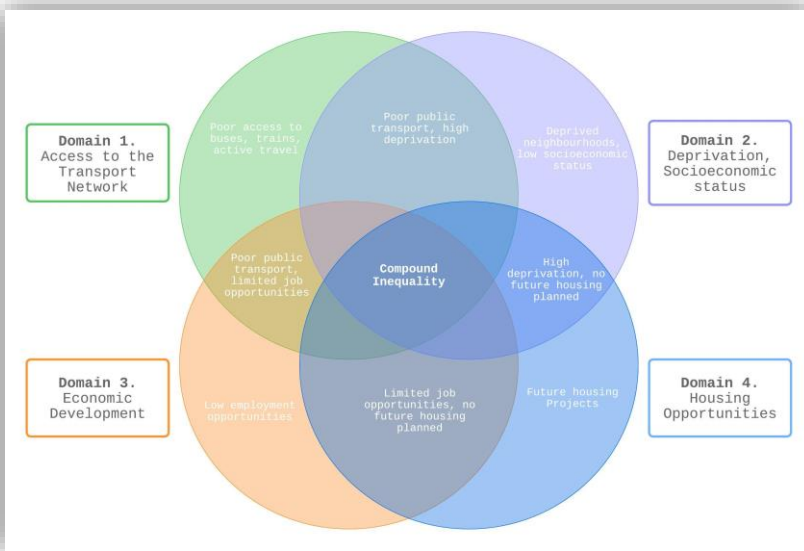 Poor public
transport, high
deprivation
Poor access to
buses, trains,
active travel
Deprived
neighbourhoods,
low socioeconomic
status
Domain 1.
Access to the
Transport
Network
Domain 2.
Deprivation,
Socioeconomic
status
Poor public
transport,
limited job
opportunities
Compound
Inequality
High
deprivation, no
future housing
planned
Domain 3.
Economic
Development
Low employment
opportunities
Limited job
opportunities, no
future housing
planned
Future housing
Projects
Domain 4.
Housing
Opportunities